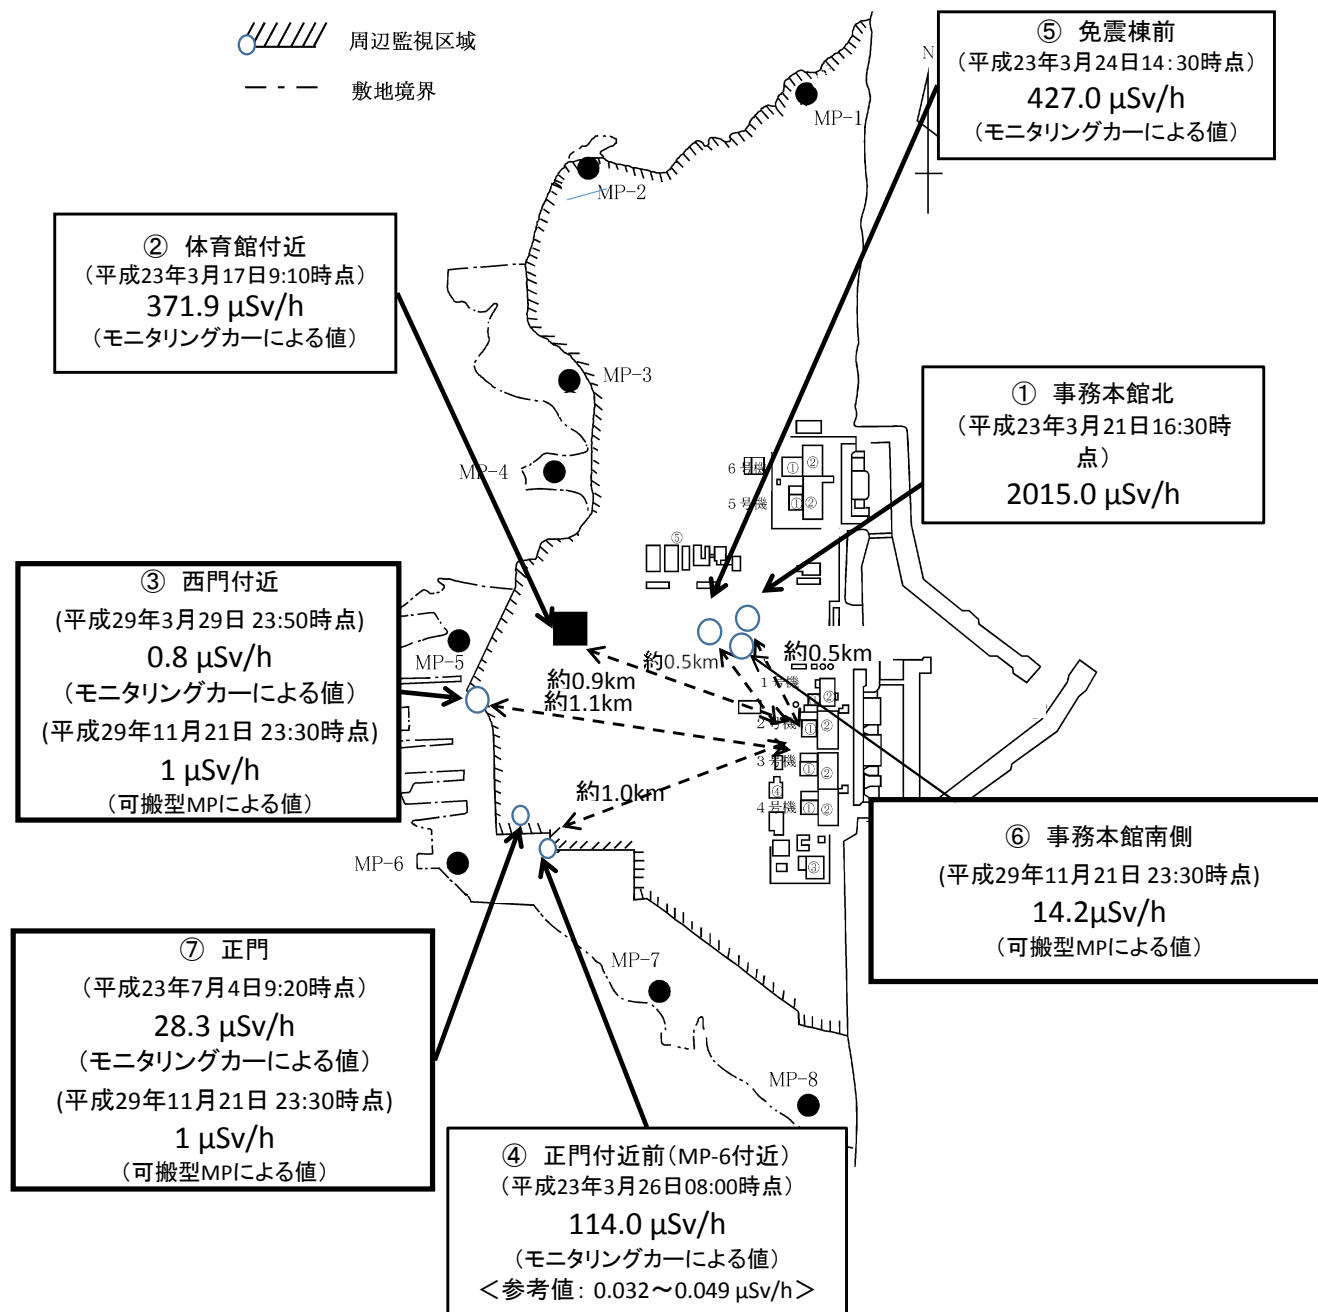 周辺監視区域
敷地境界
⑤ 免震棟前
(平成23年3月24日14:30時点)
427.0 μSv/h
(モニタリングカーによる値)
N
MP-1
MP-2
② 体育館付近
(平成23年3月17日9:10時点)
371.9 μSv/h
(モニタリングカーによる値)
MP-3
MP-4
① 事務本館北
(平成23年3月21日16:30時
点)
2015.0 μSv/h
6号機
① ②
5号機
① ②
⑤
③ 西門付近
(平成29年3月29日 23:50時点)
0.8 μSv/h
(モニタリングカーによる値)
(平成29年11月21日 23:30時点)
1 μSv/h
(可搬型MPによる値)
MP-5
約0.5km
約0.5km
約0.9km
約1.1km
1号機
②
2号機
① ②
3号機
① ②
④
4号機
① ②
③
約1.0km
MP-6
⑥ 事務本館南側
(平成29年11月21日 23:30時点)
14.2μSv/h
(可搬型MPによる値)
⑦ 正門
(平成23年7月4日9:20時点)
28.3 μSv/h
(モニタリングカーによる値)
(平成29年11月21日 23:30時点)
1 μSv/h
(可搬型MPによる値)
MP-7
MP-8
④ 正門付近前(MP-6付近)
(平成23年3月26日08:00時点)
114.0 μSv/h
(モニタリングカーによる値)
<参考値: 0.032～0.049 μSv/h>